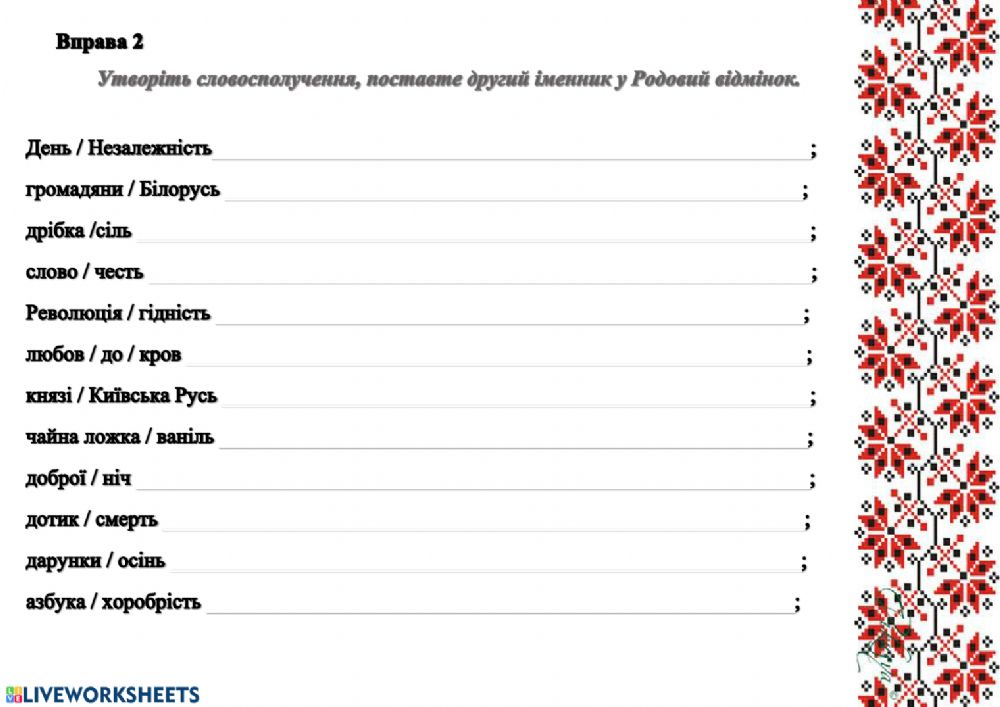 Вправа 2
Утворіть словосполучення, поставте другий іменник у Родовий відмінок.
День / Незалежність ;
громадяни / Білорусь ;
дрібка /сіль ;
слово / честь ;
Революція / гідність ;
любов / до / кров ;
князі / Київська Русь ;
чайна ложка / ваніль ;
доброї / ніч ;
дотик / смерть ;
дарунки / осінь ;
азбука / хоробрість ;
LIVEWORKSHEETS